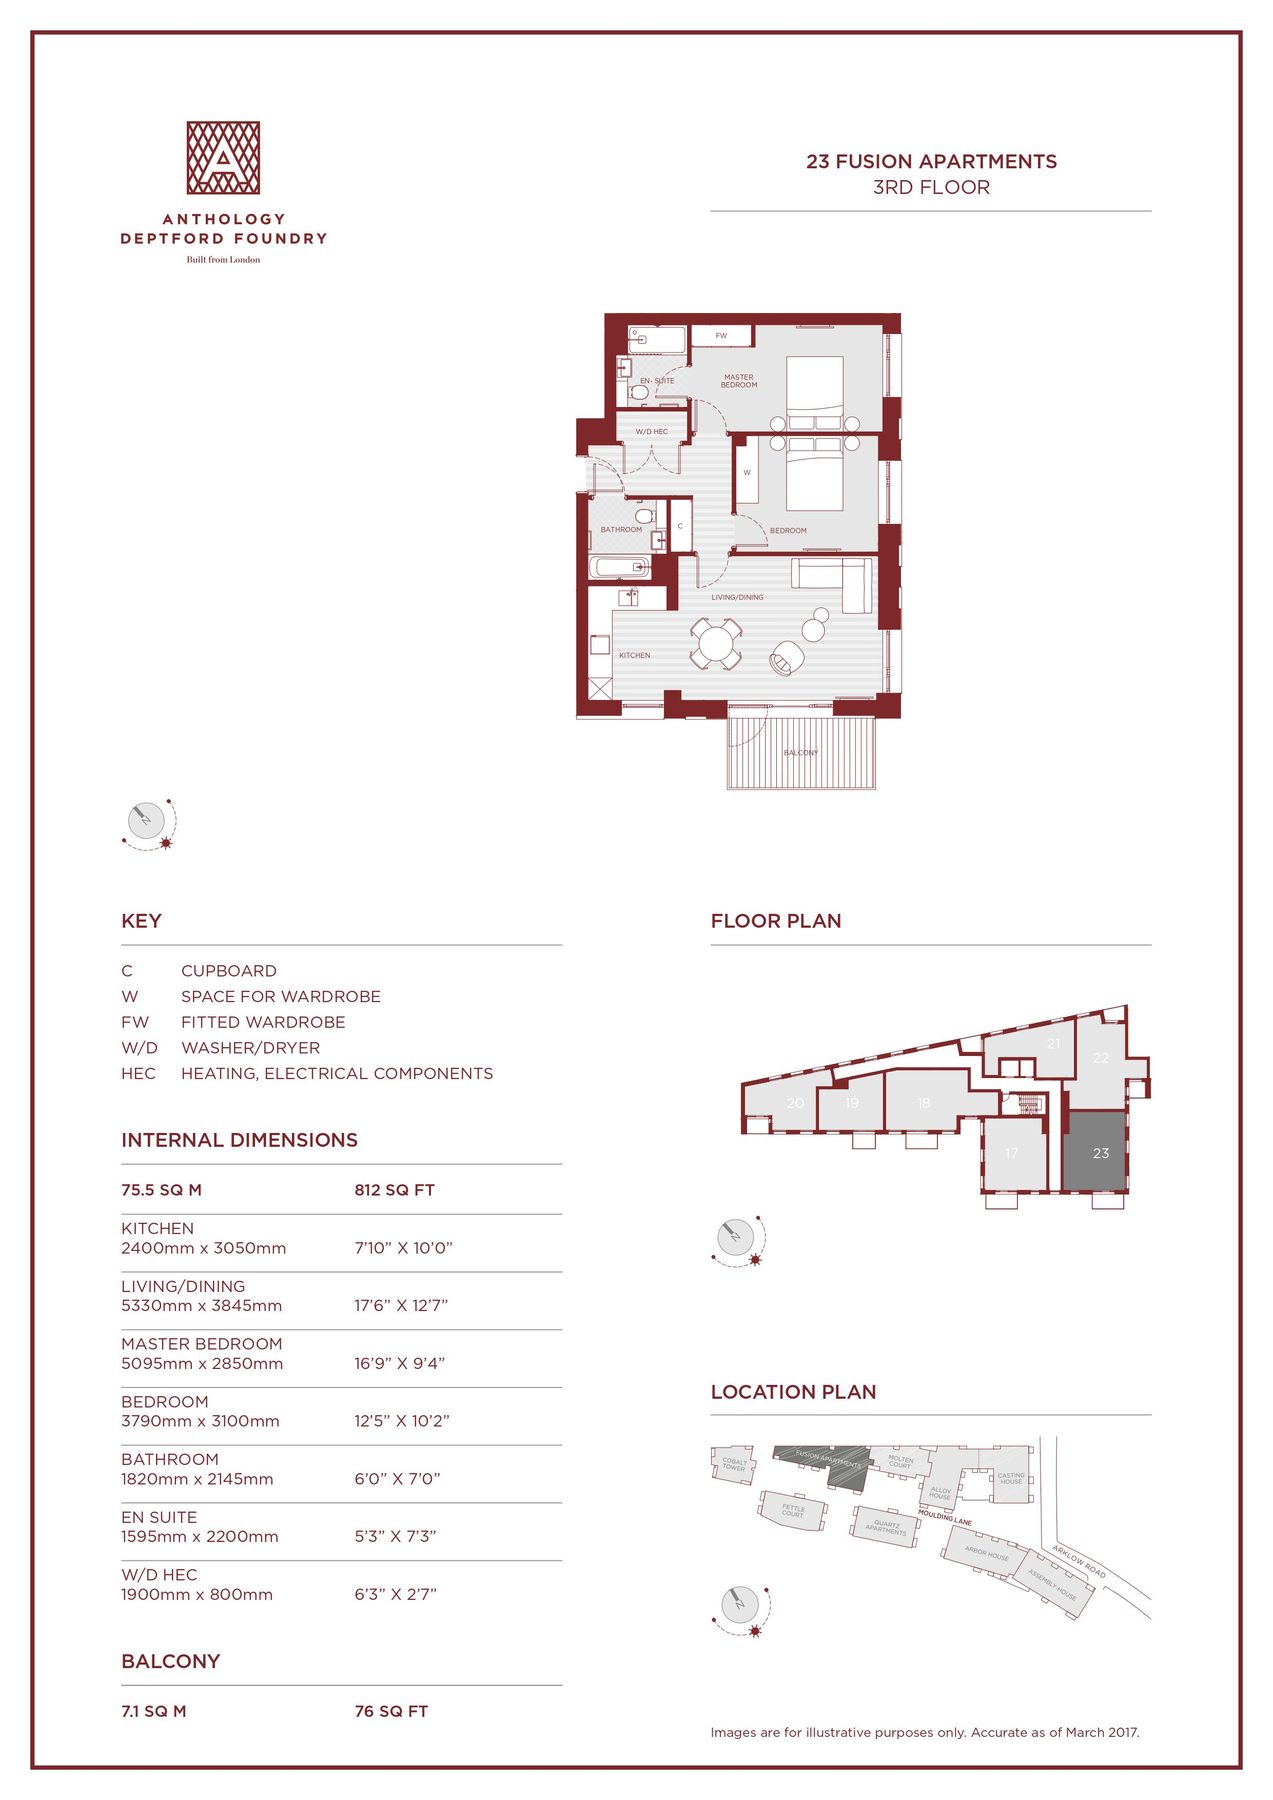 ANTHOLOGY
DEPTFORD FOUNDRY
Built from London
23 FUSION APARTMENTS
3RD FLOOR
FW
MASTER
BEDROOM
EN- SUITE
W/D HEC
W
BATHROOM
C
BEDROOM
LIVING/DINING
KITCHEN
BALCONY
N
KEY
C CUPBOARD
W SPACE FOR WARDROBE
FW FITTED WARDROBE
W/D WASHER/DRYER
HEC HEATING, ELECTRICAL COMPONENTS
INTERNAL DIMENSIONS
75.5 SQ M 812 SQ FT
KITCHEN
2400mm x 3050mm 7’10” X 10’0”
LIVING/DINING
5330mm x 3845mm 17’6” X 12’7”
MASTER BEDROOM
5095mm x 2850mm 16’9” X 9’4”
BEDROOM
3790mm x 3100mm 12’5” X 10’2”
BATHROOM
1820mm x 2145mm 6’0” X 7’0”
EN SUITE
1595mm x 2200mm 5’3” X 7’3”
W/D HEC
1900mm x 800mm 6’3” X 2’7”
BALCONY
7.1 SQ M 76 SQ FT
FLOOR PLAN
21
22
20
19
18
17
23
N
LOCATION PLAN
COBALT
TOWER
FUSION APARTMENTS
MOLTEN
COURT
ALLOY
HOUSE
CASTING
HOUSE
FETTLE
COURT
QUARTZ
APARTMENTS
MOULDING LANE
ARBOR HOUSE
ASSEMBLY HOUSE
ARKLOW ROAD
N
Images are for illustrative purposes only. Accurate as of March 2017.